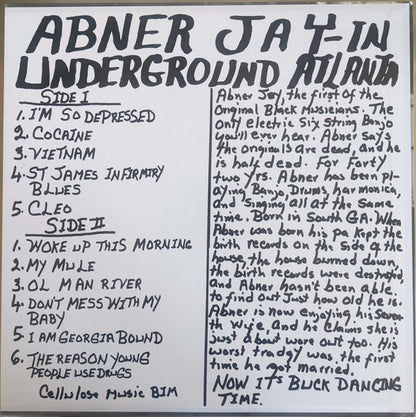 ABNER JAY-IN
UNDERGROUND ATLANTA
SIDE I
1. I'M SO DEPRESSED
2. COCAINE
3. VIETNAM
4. ST JAMES INFIRMIRY
BLUES
5. CLEO
SIDE II
1. WOKE UP THIS MORNING
2. MY MULE
3. OL MAN RIVER
4. DON'T MESS WITH MY
BABY
5. I AM GEORGIA BOUND
6. THE REASON YOUNG
PEOPLE USE DRUGS
Cellulose Music BIM
Abner Jay, the first of the
Original Black Musicians. The
only electric Six String Banjo
you'll ever hear. Abner says
the originals are dead, and he
is half dead. For Forty
two yrs. Abner has been pl-
aying Banjo, Drums, harmonica,
and singing all at the same
time. Born in South GA. When
Abner was born his pa kept the
birth records on the side of the
house, the house burned down,
the birth records were destroyed,
and Abner hasn't been able
to find out Just how old he is.
Abner is now enjoying his Seven
th Wife, and he claims she is
just about wore out too. His
worst tradgy was, the first
time he got married.
NOW IT'S BUCK DANCING
TIME.